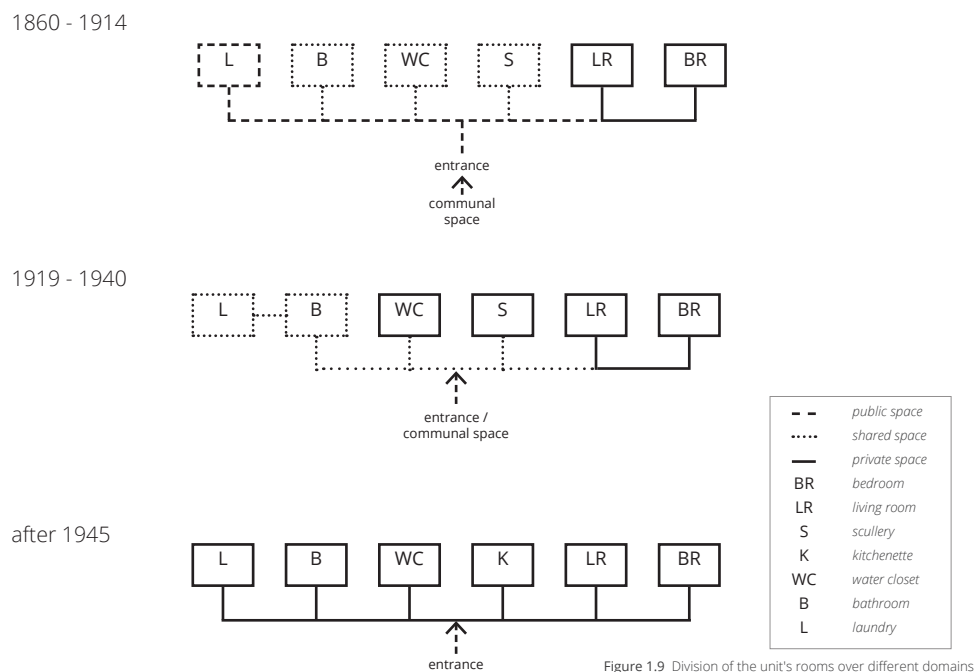 1860 - 1914
L B WC S LR BR
entrance
communal
space
1919 - 1940
L B WC S LR BR
entrance /
communal space
after 1945
L B WC K LR BR
entrance
public space
shared space
private space
BR bedroom
LR living room
S scullery
K kitchenette
WC water closet
B bathroom
L laundry
Figure 1.9 Division of the unit's rooms over different domains